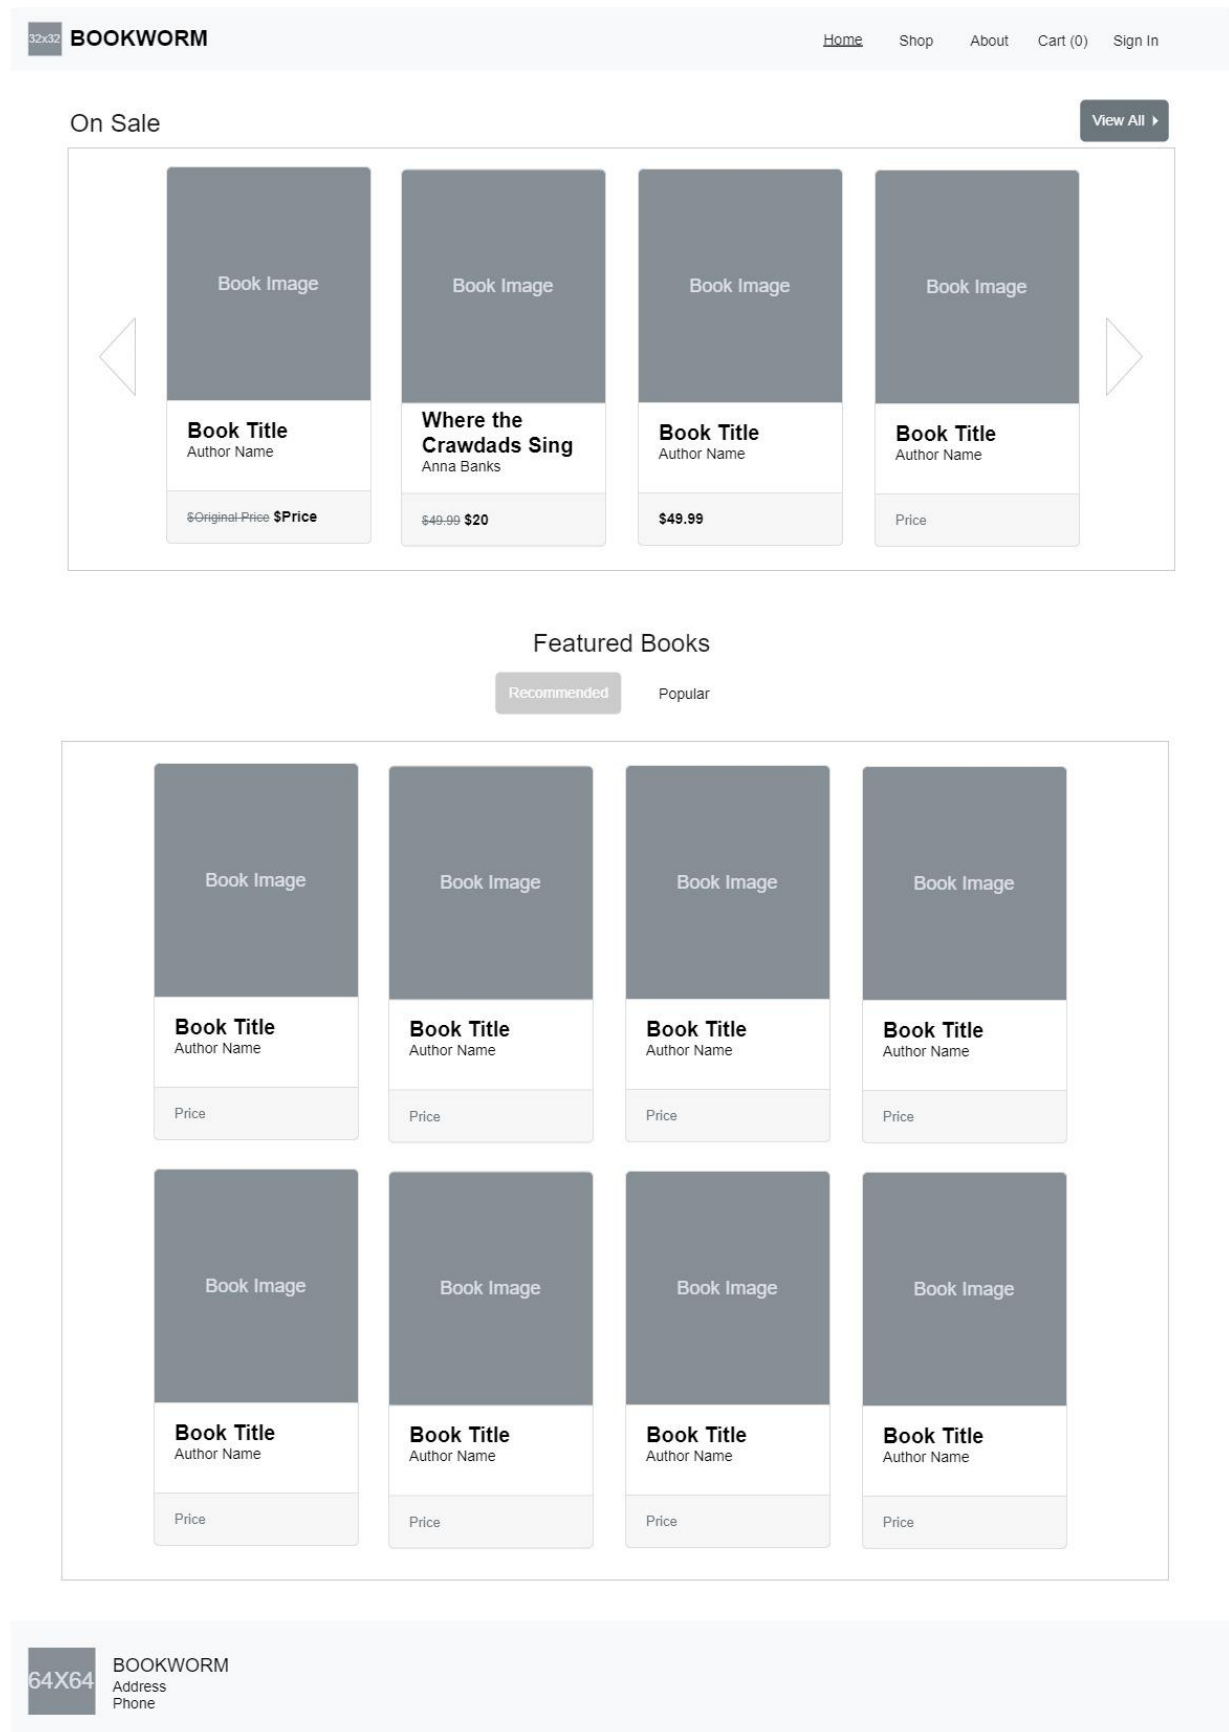 32x32 BOOKWORM Home Shop About Cart (0) Sign In
On Sale View All
Book Image Book Image Book Image Book Image
Book Title
Author Name
Where the
Crawdads Sing
Anna Banks
Book Title
Author Name
Book Title
Author Name
$Original Price $Price
$49.99 $20
$49.99
Price
Featured Books
Recommended Popular
Book Image Book Image Book Image Book Image
Book Title Book Title Book Title Book Title
Author Name Author Name Author Name Author Name
Price Price Price Price
Book Image Book Image Book Image Book Image
Book Title Book Title Book Title Book Title
Author Name Author Name Author Name Author Name
Price Price Price Price
64X64
BOOKWORM
Address
Phone